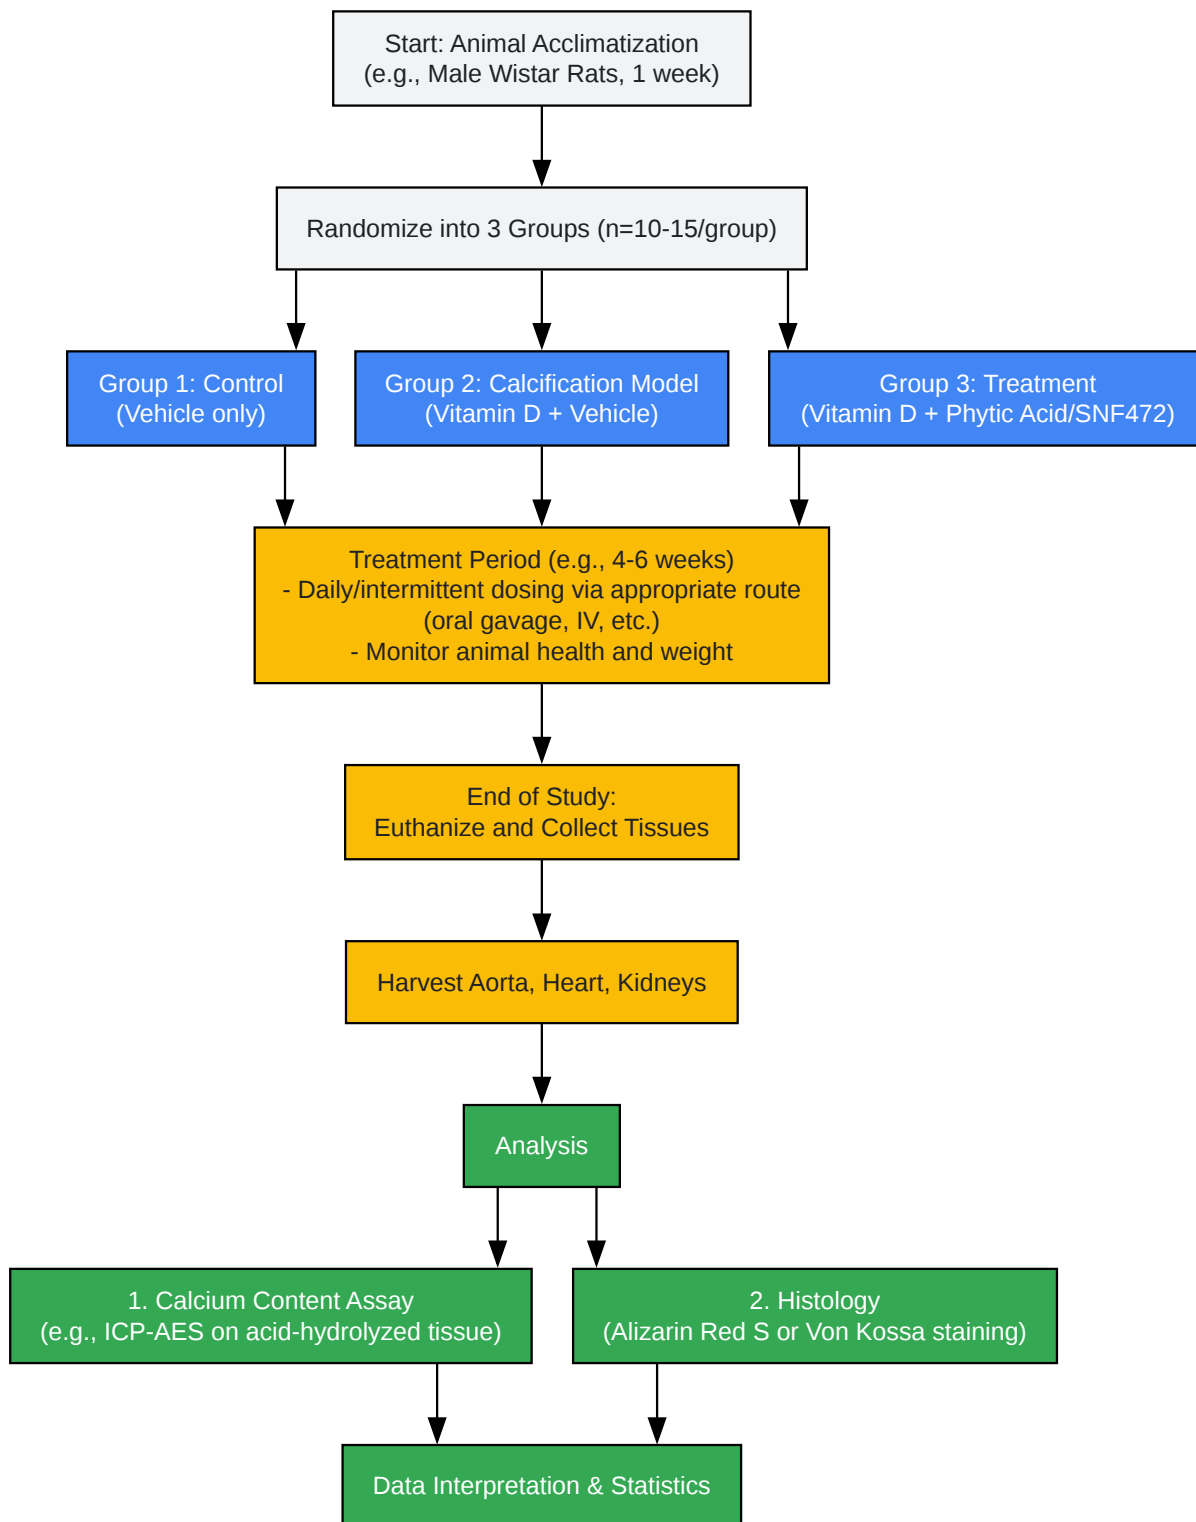 Start: Animal Acclimatization
(e.g., Male Wistar Rats, 1 week)
Randomize into 3 Groups (n=10-15/group)
Group 1: Control
(Vehicle only)
Group 2: Calcification Model
(Vitamin D + Vehicle)
Group 3: Treatment
(Vitamin D + Phytic Acid/SNF472)
Treatment Period (e.g., 4-6 weeks)
- Daily/intermittent dosing via appropriate route
(oral gavage, IV, etc.)
- Monitor animal health and weight
End of Study:
Euthanize and Collect Tissues
Harvest Aorta, Heart, Kidneys
Analysis
1. Calcium Content Assay
(e.g., ICP-AES on acid-hydrolyzed tissue)
2. Histology
(Alizarin Red S or Von Kossa staining)
Data Interpretation & Statistics